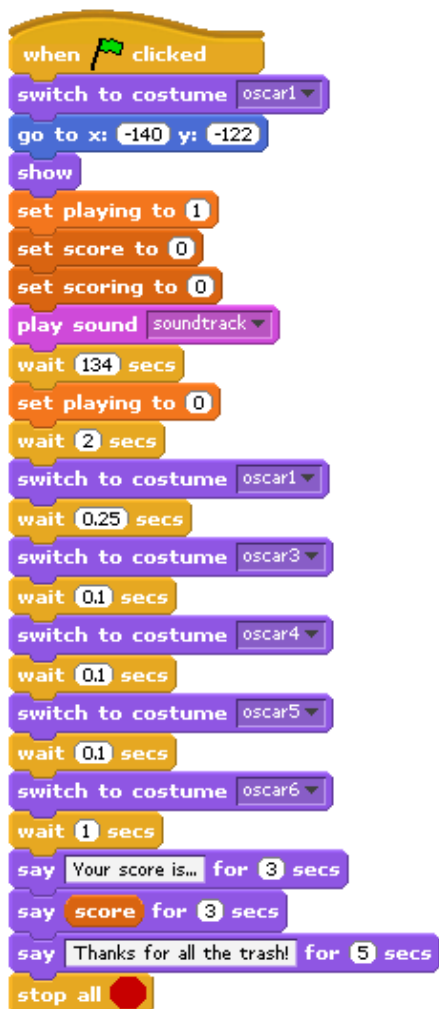 when clicked
switch to costume oscar1
go to x: -140 y: -122
show
set playing to 1
set score to 0
set scoring to 0
play sound soundtrack
wait 134 secs
set playing to 0
wait 2 secs
switch to costume oscar1
wait 0.25 secs
switch to costume oscar3
wait 0.1 secs
switch to costume oscar4
wait 0.1 secs
switch to costume oscar5
wait 0.1 secs
switch to costume oscar6
wait 1 secs
say Your score is... for 3 secs
say score for 3 secs
say Thanks for all the trash! for 5 secs
stop all